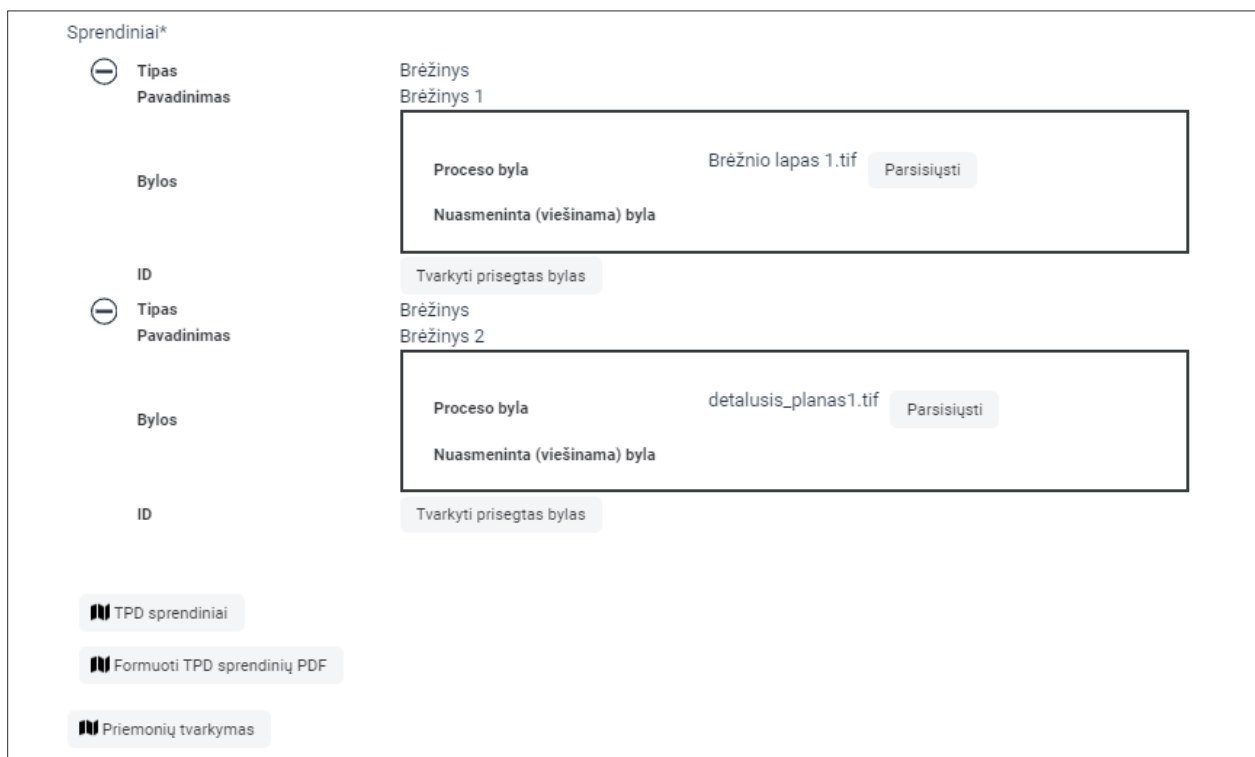 Sprendiniai*
Tipas Brėžinys
Pavadinimas Brėžinys 1
Bylos
Proceso byla Brėžnio lapas 1.tif Parsisiųsti
Nuasmeninta (viešinama) byla
ID Tvarkyti prisegtas bylas
Tipas Brėžinys
Pavadinimas Brėžinys 2
Bylos
Proceso byla detalusis_planas1.tif Parsisiųsti
Nuasmeninta (viešinama) byla
ID Tvarkyti prisegtas bylas
TPD sprendiniai
Formuoti TPD sprendinių PDF
Priemonių tvarkymas